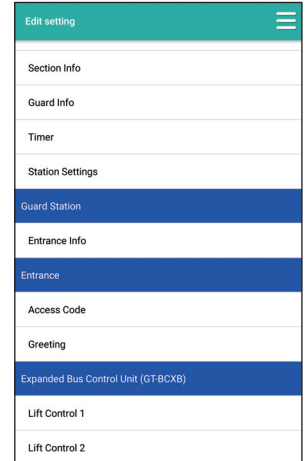 Edit setting
Section Info
Guard Info
Timer
Station Settings
Guard Station
Entrance Info
Entrance
Access Code
Greeting
Expanded Bus Control Unit (GT-BCXB)
Lift Control 1
Lift Control 2